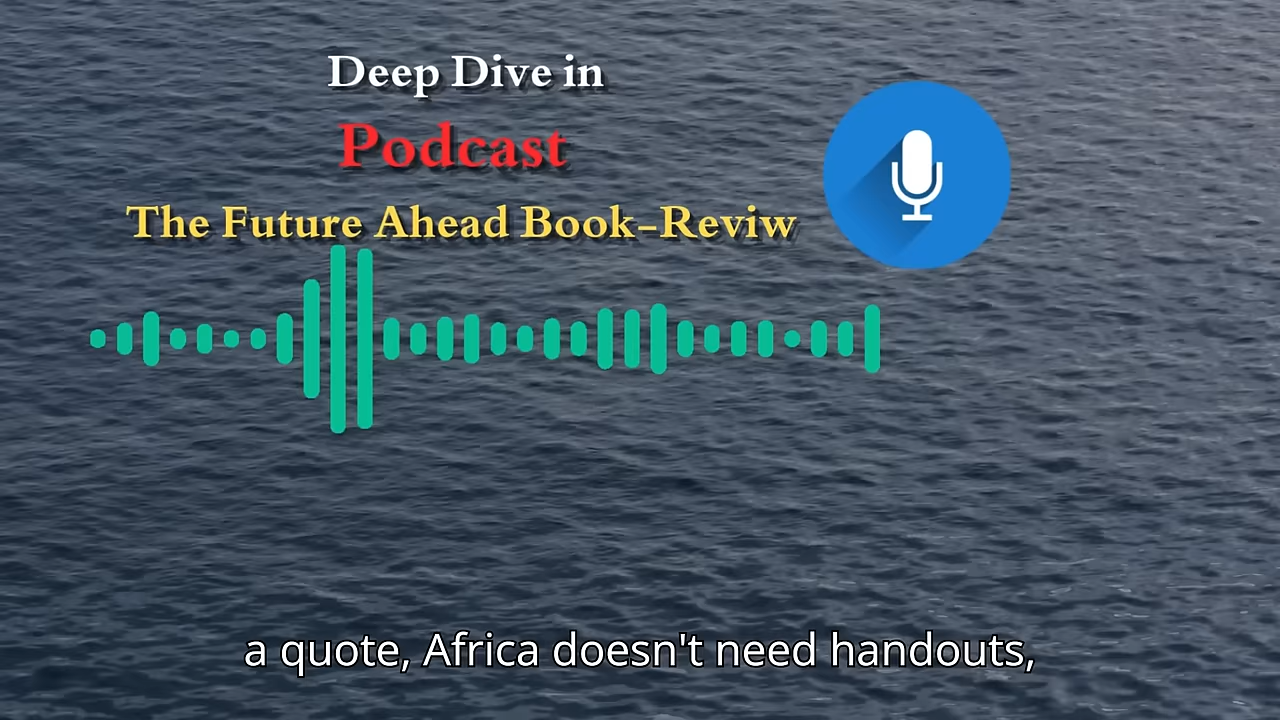 Deep Dive in
Podcast
The Future Ahead Book-Reviw
a quote, Africa doesn't need handouts,